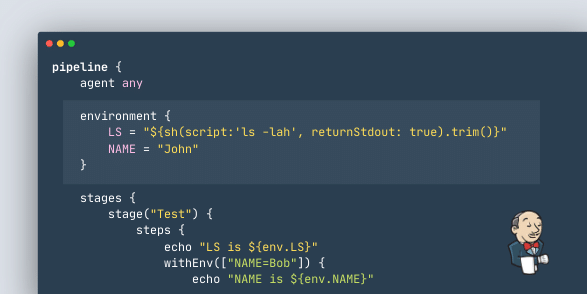 pipeline {
    agent any
    environment {
        LS = "${sh(script:'ls -lah', returnStdout: true).trim()}"
        NAME = "John"
    }
    stages {
        stage("Test") {
            steps {
                echo "LS is ${env.LS}"
                withEnv(["NAME=Bob"]) {
                    echo "NAME is ${env.NAME}"